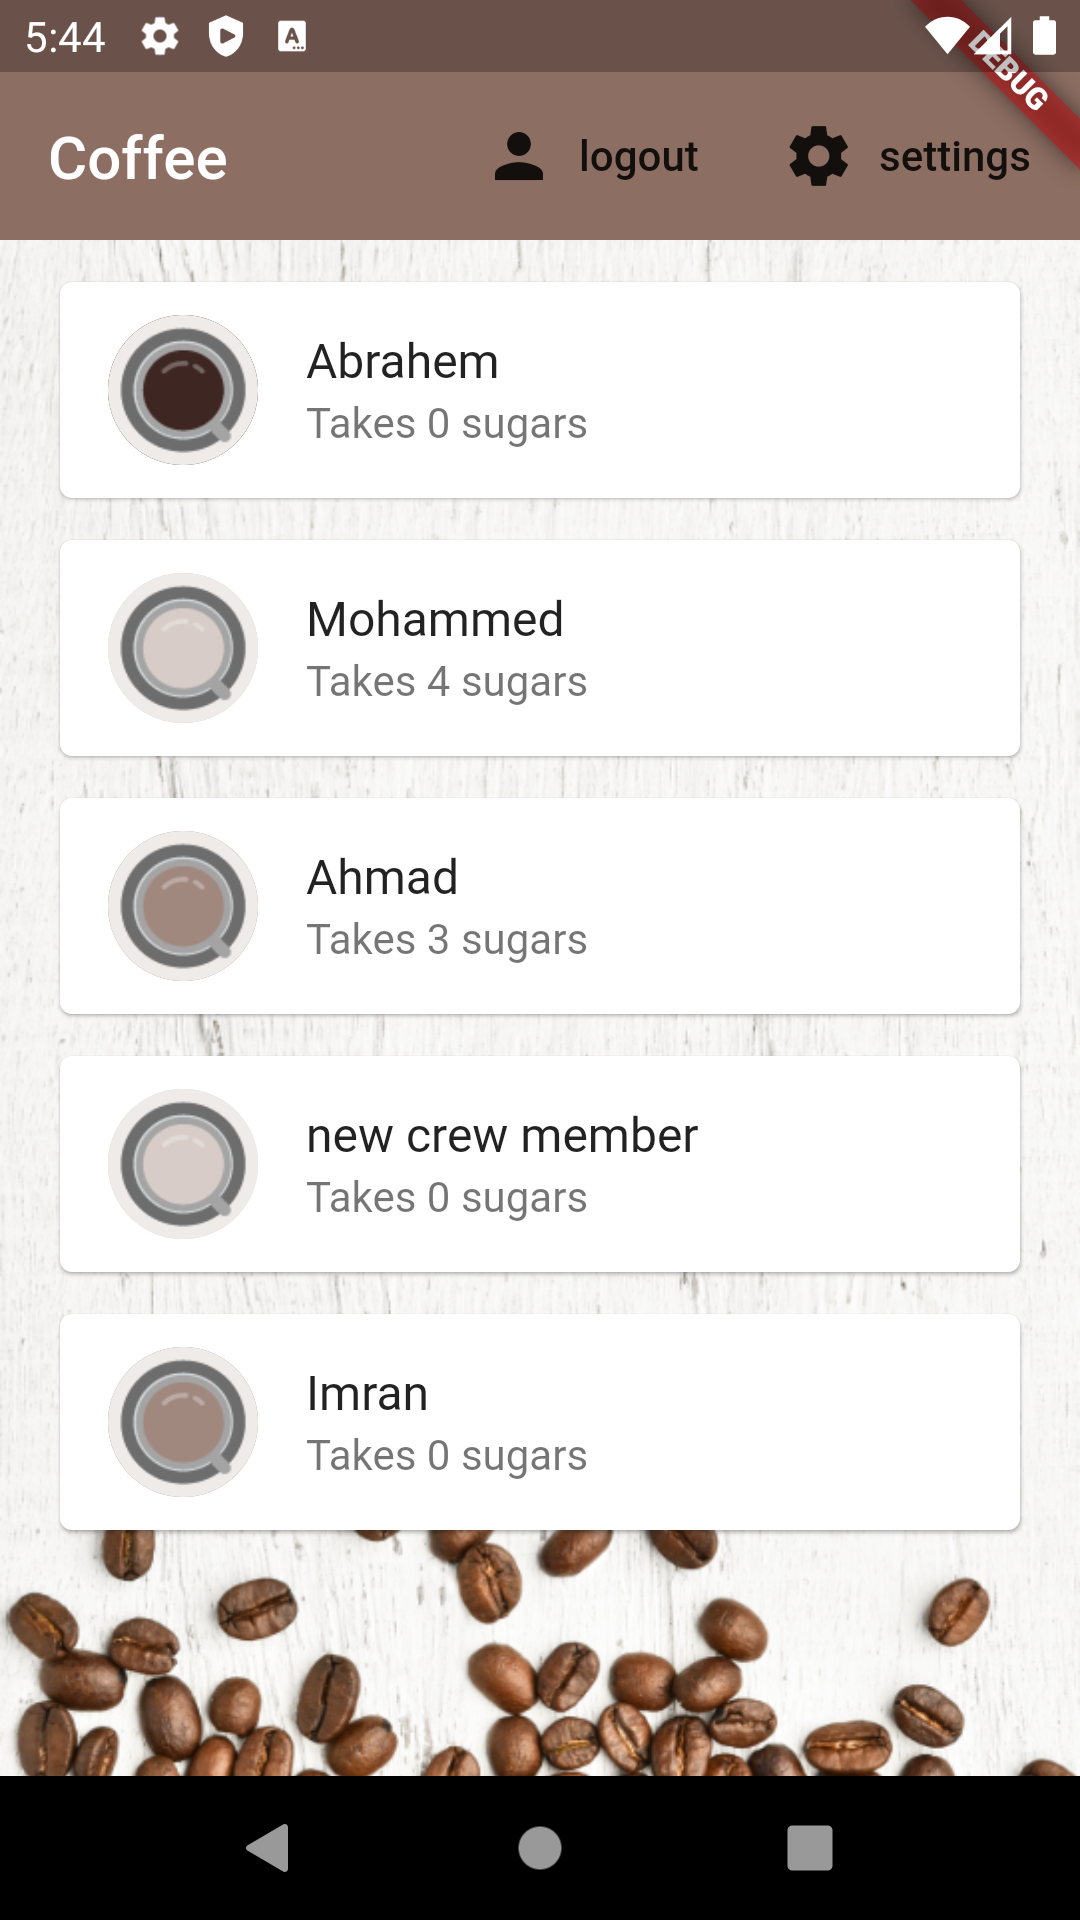 5:44
DEBUG
Coffee
logout
settings
Abrahem
Takes 0 sugars
Mohammed
Takes 4 sugars
Ahmad
Takes 3 sugars
new crew member
Takes 0 sugars
Imran
Takes 0 sugars